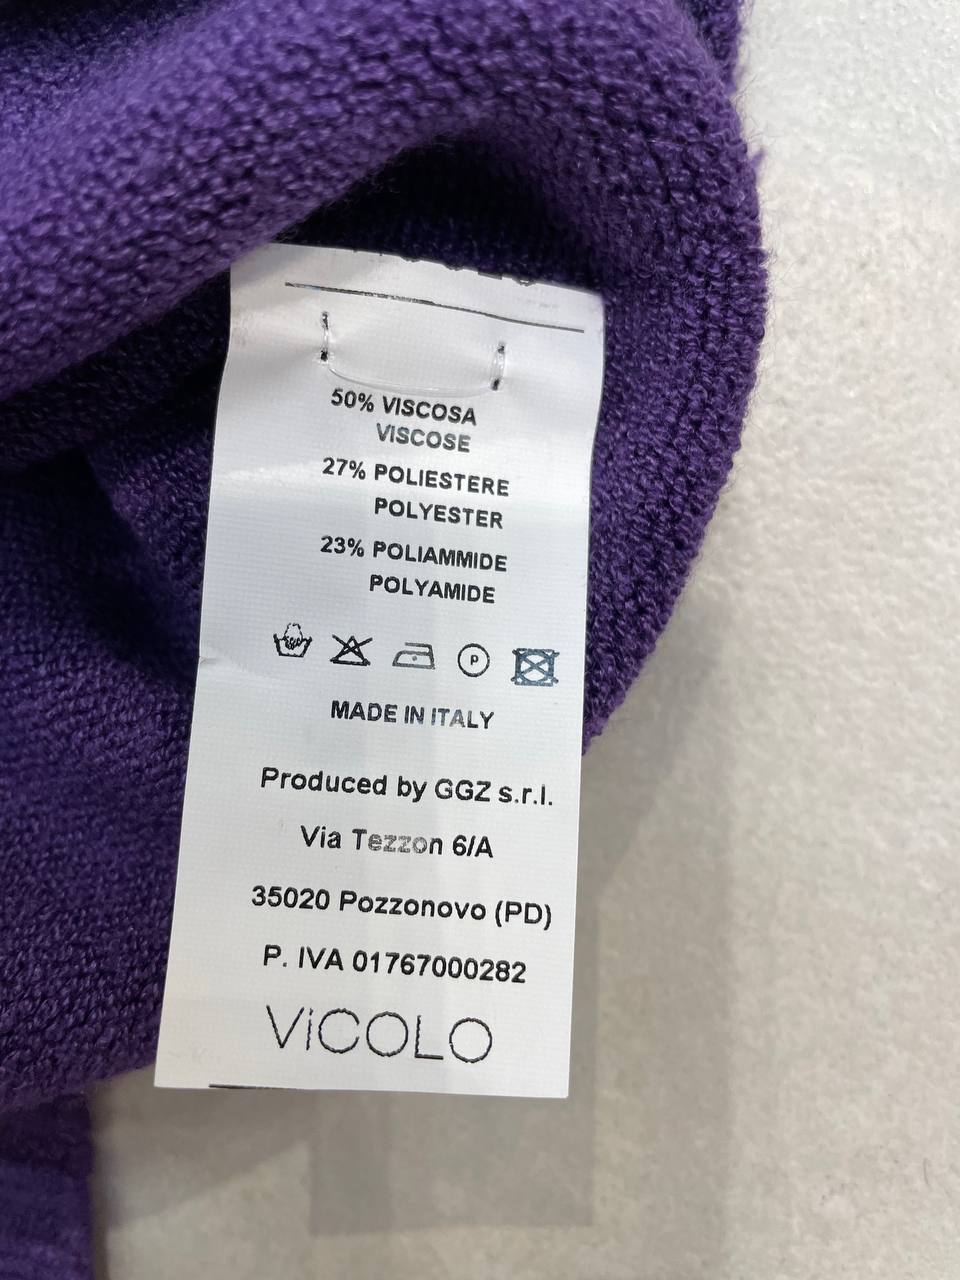 50% VISCOSA
VISCOSE
27% POLIESTERE
POLYESTER
23% POLIAMMIDE
POLYAMIDE
P
MADE IN ITALY
Produced by GGZ s.r.l.
Via Tezzon 6/A
35020 Pozzonovo (PD)
P. IVA 01767000282
ViCOLO